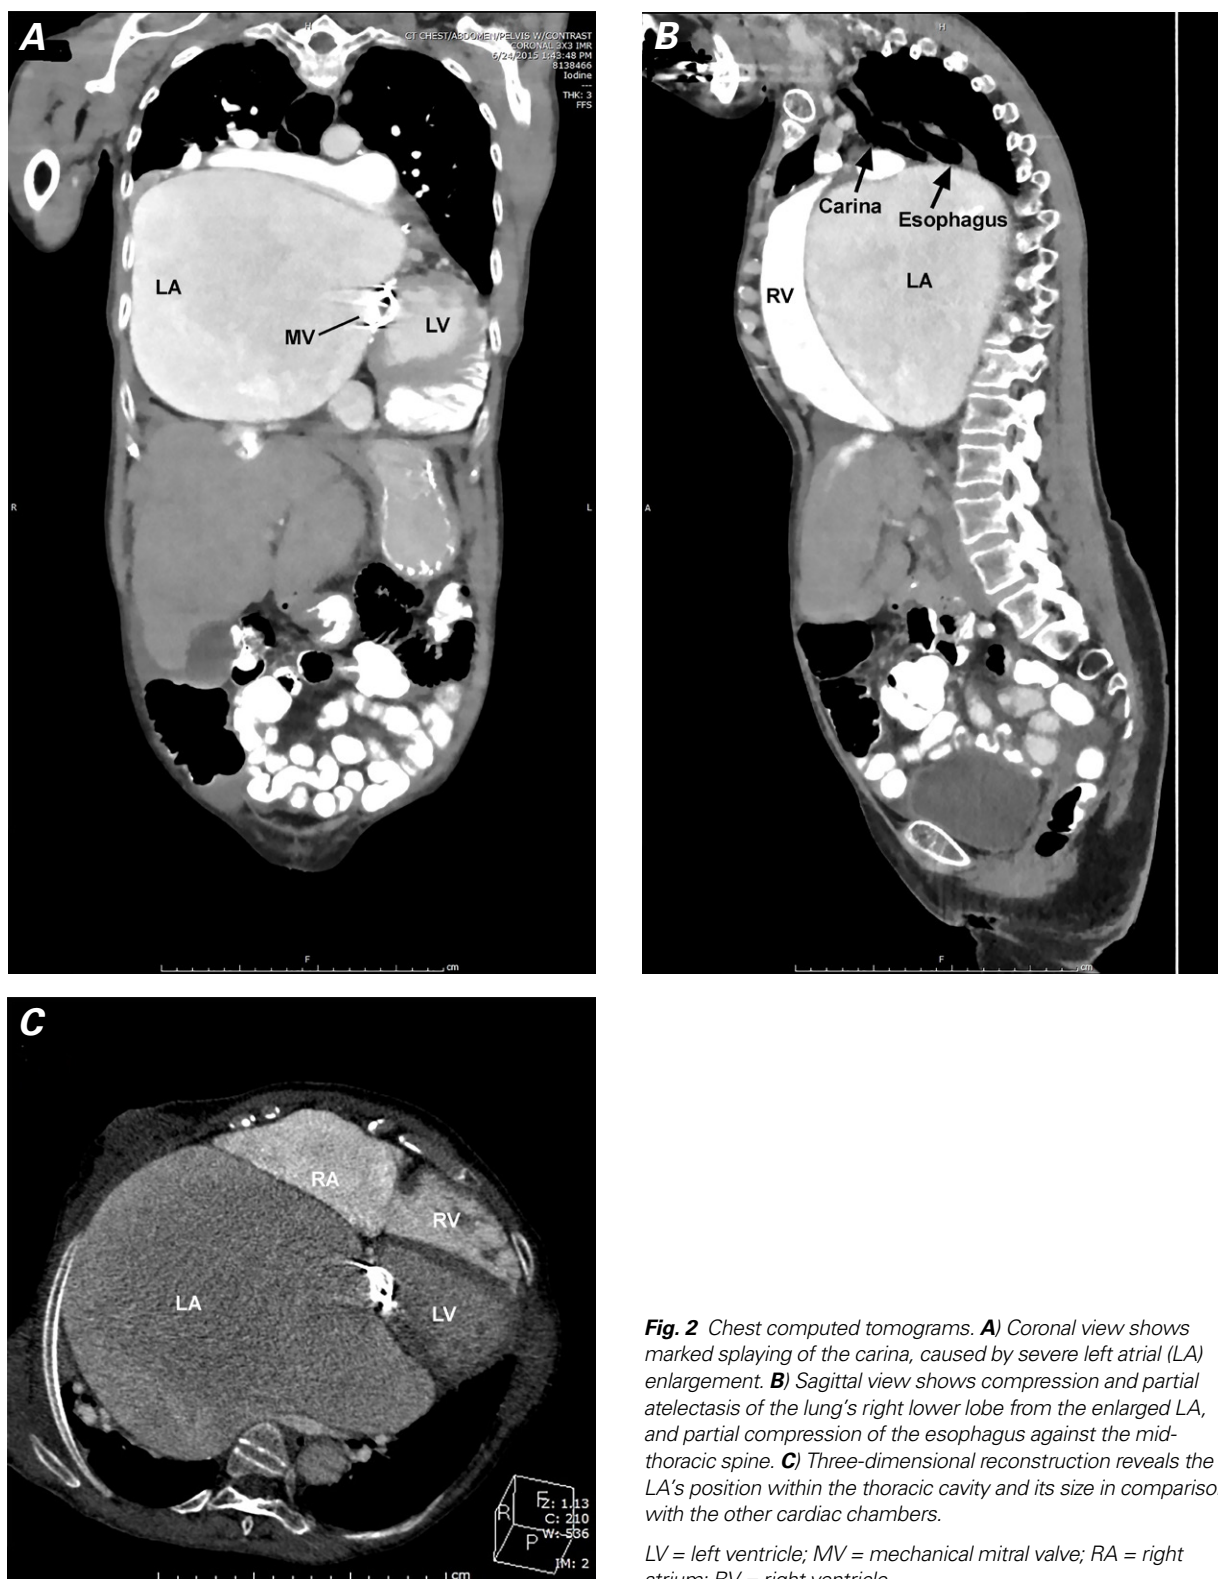 A
H
CT CHEST/ABDOMEN/PELVIS W/CONTRAST
CORONAL 3X3 IMR
6/24/2015 1:43:48 PM
8138466
Iodine
---
THK: 3
FFS
LA
MV
LV
R
L
F
cm
B
H
Carina
Esophagus
RV
LA
A
F
cm
C
RA
RV
LA
LV
F
R
P
Z: 1.13
C: 210
W: 536
IM: 2
cm
Fig. 2 Chest computed tomograms. A) Coronal view shows
marked splaying of the carina, caused by severe left atrial (LA)
enlargement. B) Sagittal view shows compression and partial
atelectasis of the lung's right lower lobe from the enlarged LA,
and partial compression of the esophagus against the mid-
thoracic spine. C) Three-dimensional reconstruction reveals the
LA's position within the thoracic cavity and its size in comparison
with the other cardiac chambers.
LV = left ventricle; MV = mechanical mitral valve; RA = right
atrium; RV = right ventricle